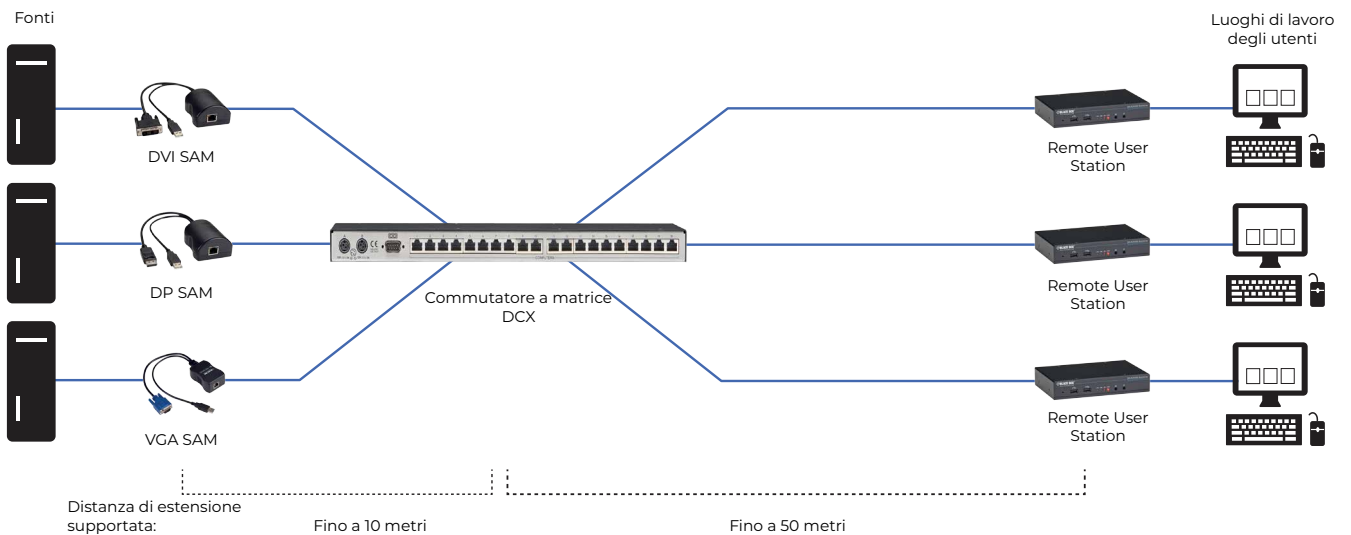 Fonti
Luoghi di lavoro
degli utenti
DVI SAM
Remote User
Station
DP SAM
Commutatore a matrice
DCX
Remote User
Station
VGA SAM
Remote User
Station
Distanza di estensione
supportata:
Fino a 10 metri
Fino a 50 metri